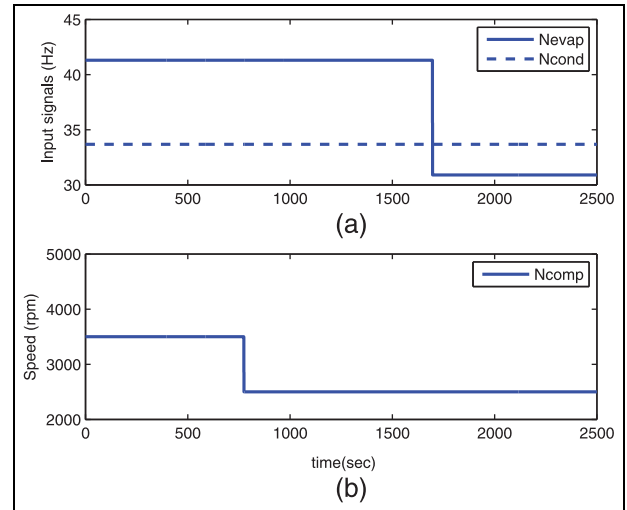 45
40
35
30
Input signals (Hz)
Nevap
Ncond
0 500 1000 1500 2000 2500
(a)
5000
4000
3000
2000
Speed (rpm)
Ncomp
0 500 1000 1500 2000 2500
time(sec)
(b)